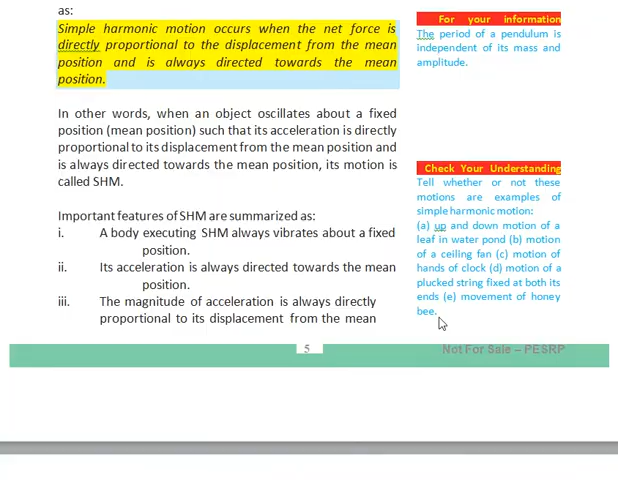 as:
Simple harmonic motion occurs when the net force is
directly proportional to the displacement from the mean
position and is always directed towards the mean
position.
In other words, when an object oscillates about a fixed
position (mean position) such that its acceleration is directly
proportional to its displacement from the mean position and
is always directed towards the mean position, its motion is
called SHM.
Important features of SHM are summarized as:
i. A body executing SHM always vibrates about a fixed
position.
ii. Its acceleration is always directed towards the mean
position.
iii. The magnitude of acceleration is always directly
proportional to its displacement from the mean
For your information
The period of a pendulum is
independent of its mass and
amplitude.
Check Your Understanding
Tell whether or not these
motions are examples of
simple harmonic motion:
(a) up and down motion of a
leaf in water pond (b) motion
of a ceiling fan (c) motion of
hands of clock (d) motion of a
plucked string fixed at both its
ends (e) movement of honey
bee.
5
Not For Sale – PESRP